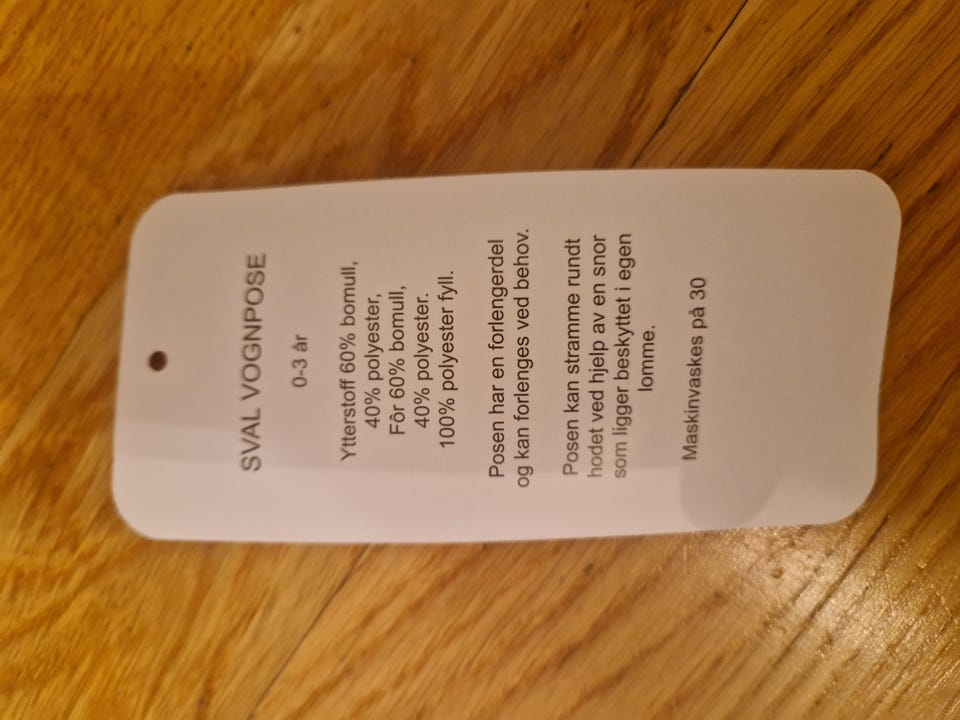 SVAL VOGNPOSE
0-3 år
Ytterstoff 60% bomull,
40% polyester,
Fôr 60% bomull,
40% polyester.
100% polyester fyll.
Posen har en forlengerdel
og kan forlenges ved behov.
Posen kan stramme rundt
hodet ved hjelp av en snor
som ligger beskyttet i egen
lomme.
Maskinvaskes på 30